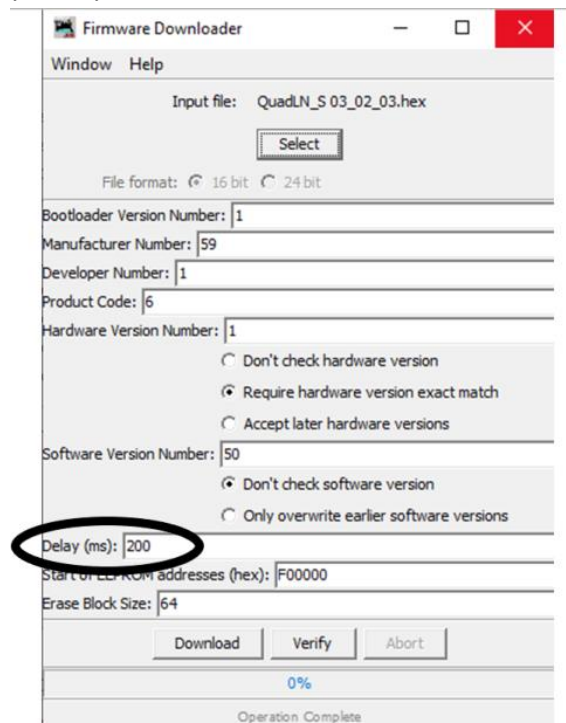 Firmware Downloader
Window Help
Input file: QuadLN_S 03_02_03.hex
Select
File format: 16 bit 24 bit
Bootloader Version Number: 1
Manufacturer Number: 59
Developer Number: 1
Product Code: 6
Hardware Version Number: 1
Don't check hardware version
Require hardware version exact match
Accept later hardware versions
Software Version Number: 50
Don't check software version
Only overwrite earlier software versions
Delay (ms): 200
Start of EEPROM addresses (hex): F00000
Erase Block Size: 64
Download Verify Abort
0%
Operation Complete